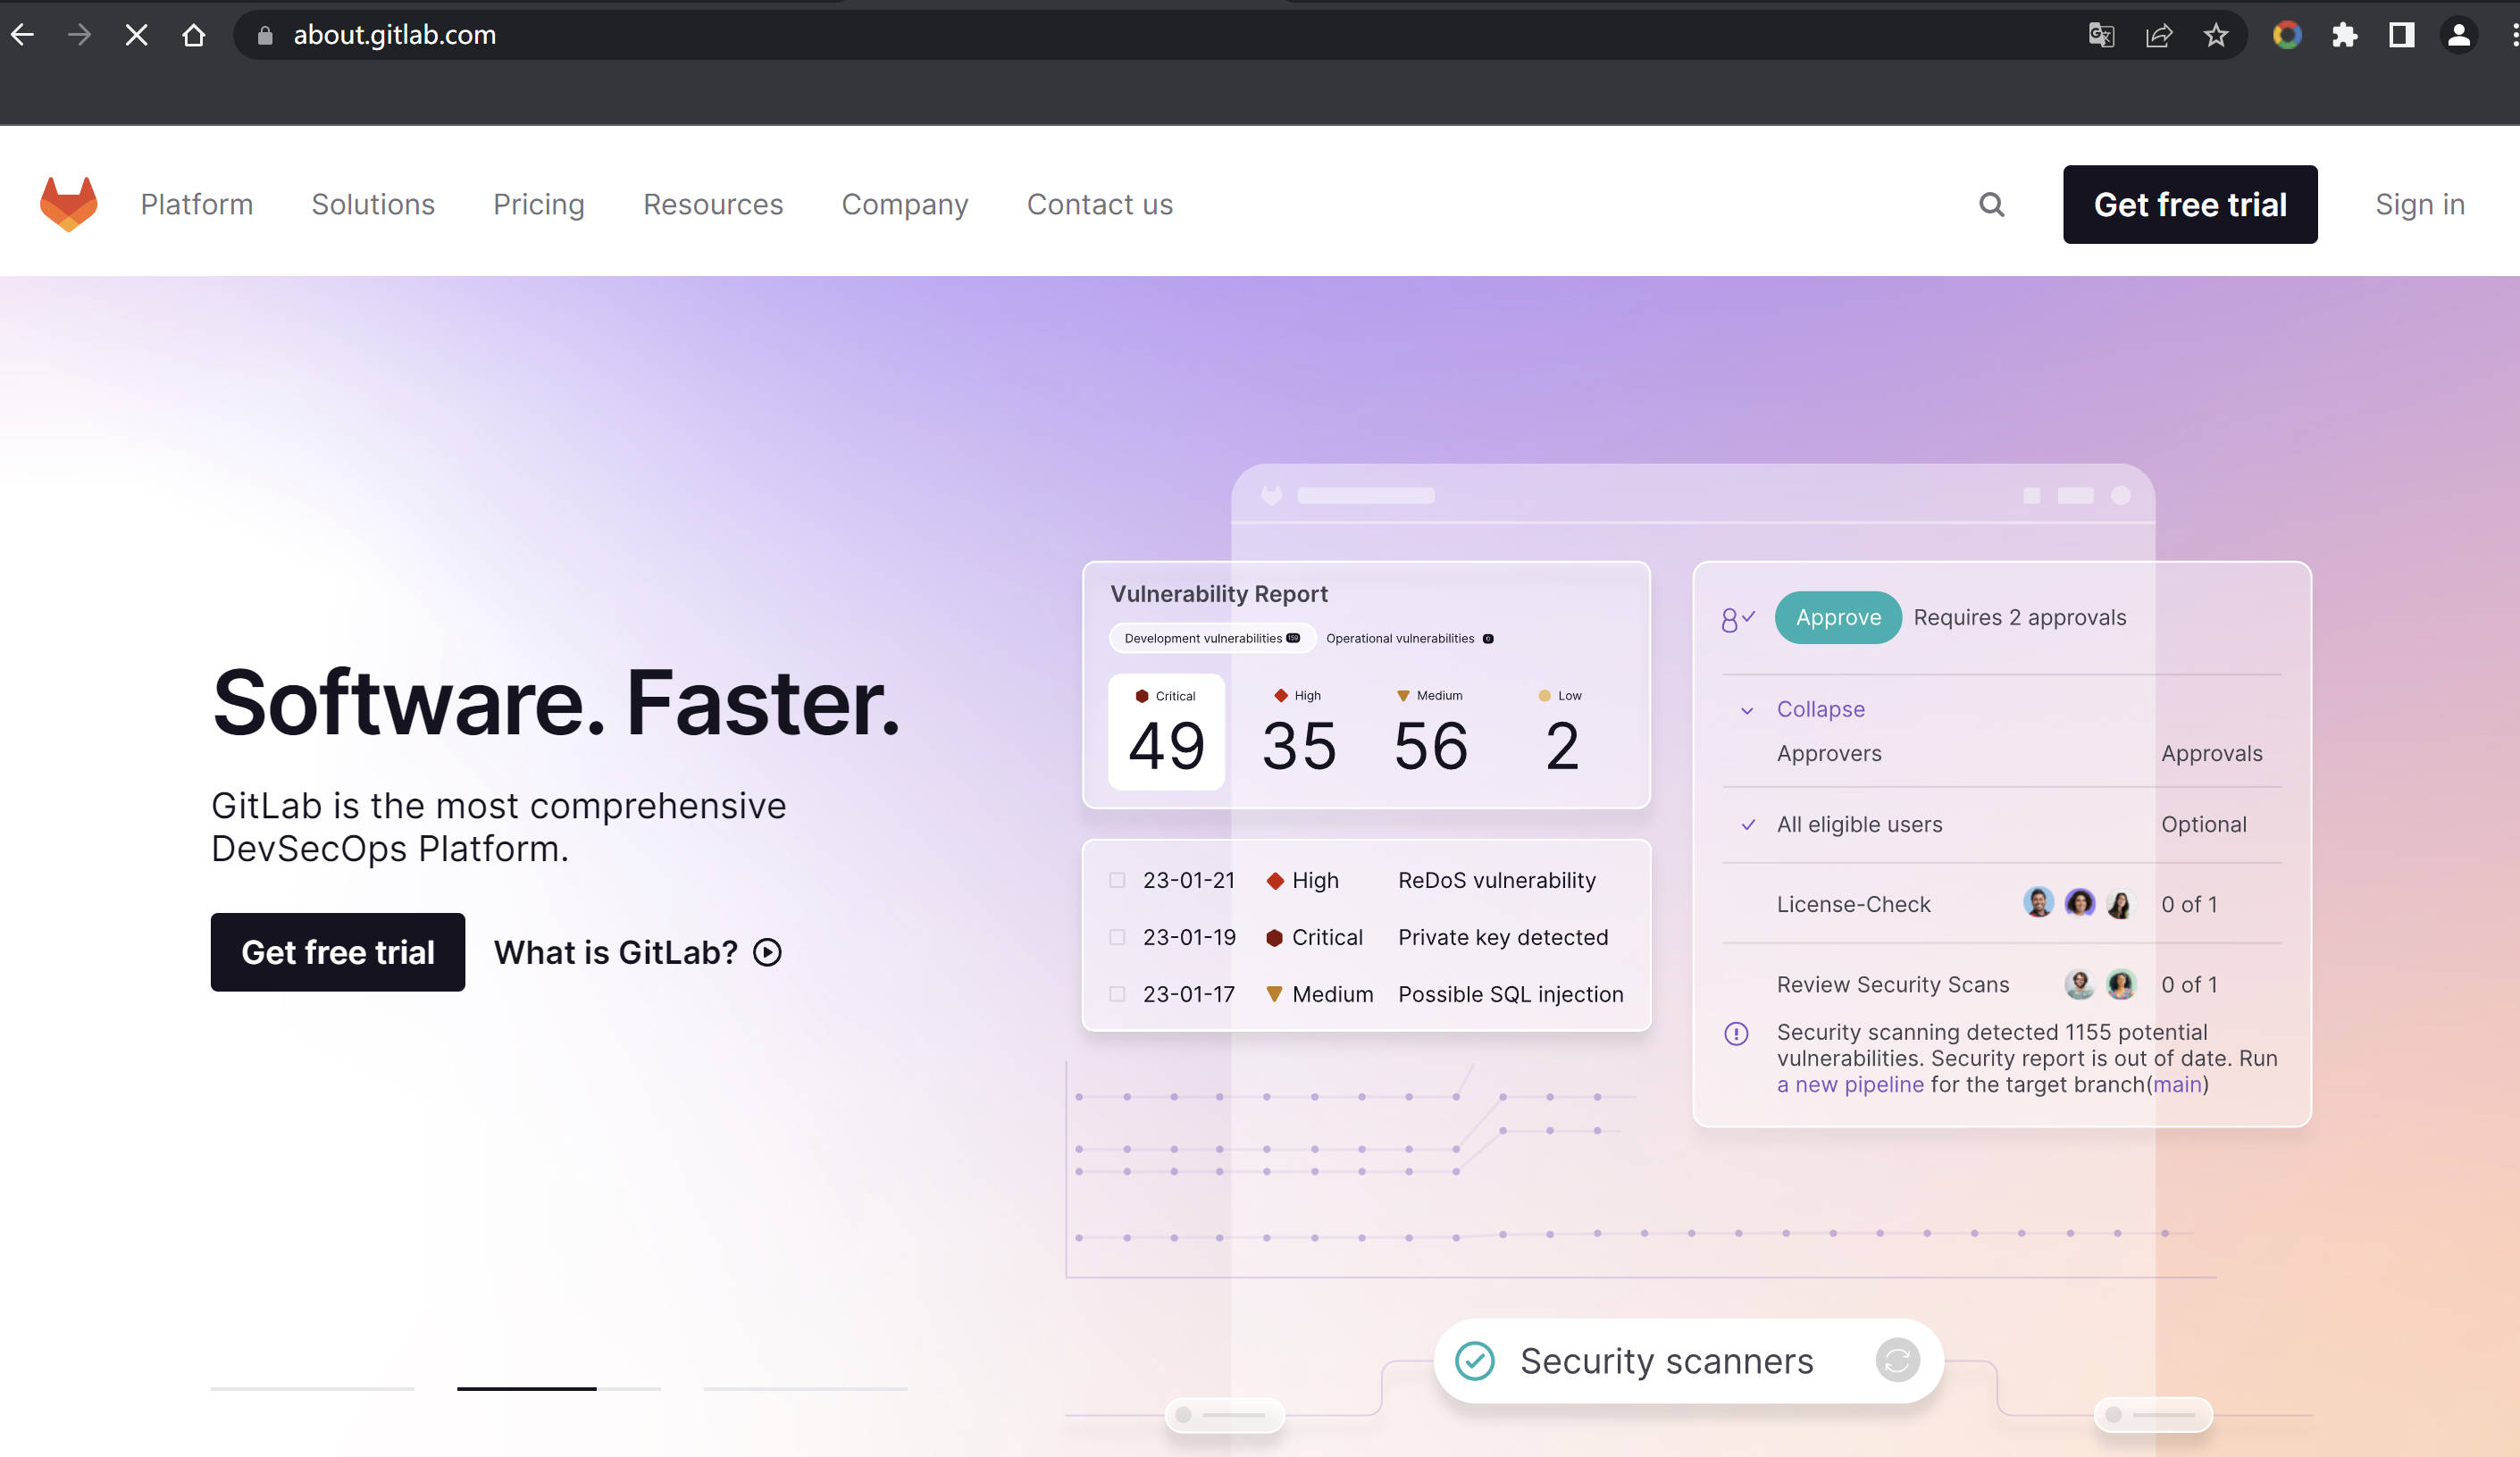 about.gitlab.com
Platform Solutions Pricing Resources Company Contact us Get free trial Sign in
Software. Faster.
GitLab is the most comprehensive
DevSecOps Platform.
Get free trial What is GitLab?
Vulnerability Report
Development vulnerabilities 159 Operational vulnerabilities
Critical High Medium Low
49 35 56 2
23-01-21 High ReDoS vulnerability
23-01-19 Critical Private key detected
23-01-17 Medium Possible SQL injection
Approve Requires 2 approvals
Collapse
Approvers Approvals
All eligible users Optional
License-Check 0 of 1
Review Security Scans 0 of 1
Security scanning detected 1155 potential
vulnerabilities. Security report is out of date. Run
a new pipeline for the target branch(main)
Security scanners